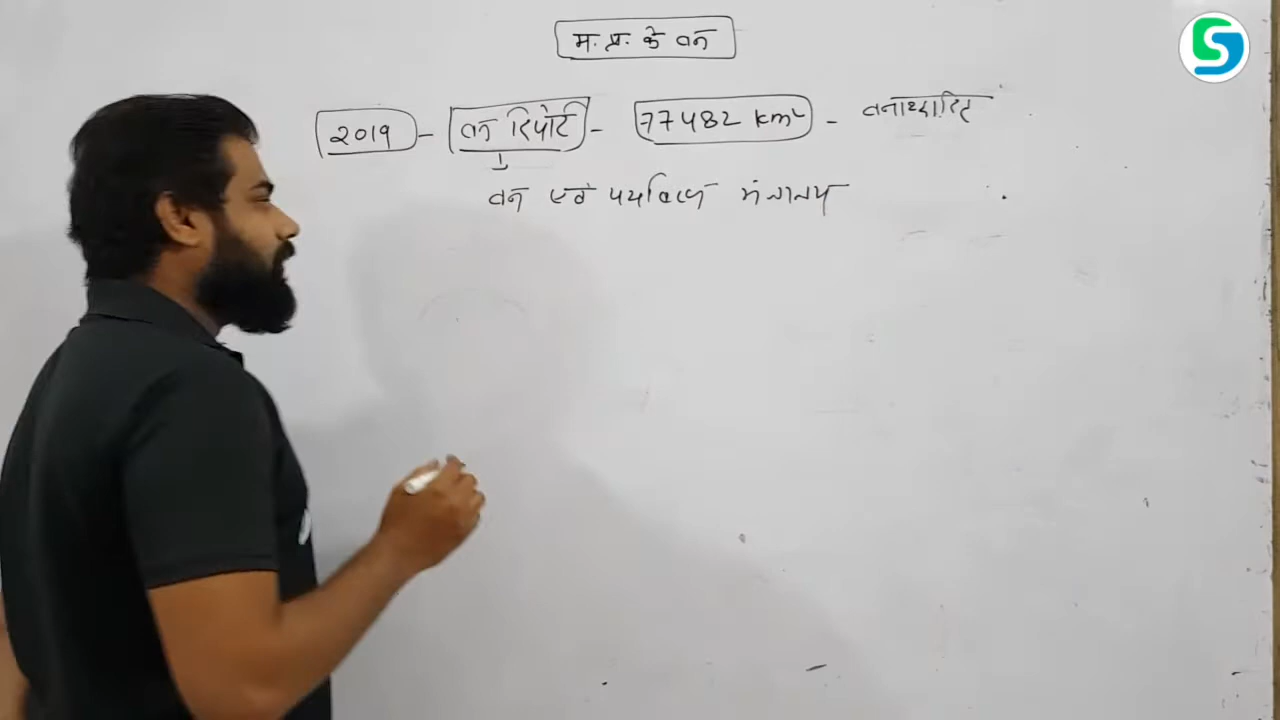 म. प्र. के वन
2019 - वन रिपोर्ट - 77482 km² - वनाच्छादित
वन एवं पर्यावरण मंत्रालय